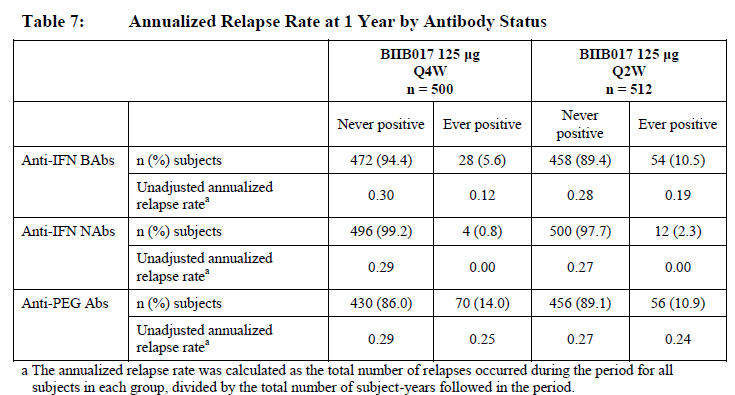 Table 7: Annualized Relapse Rate at 1 Year by Antibody Status
BIIB017 125 µg BIIB017 125 µg
Q4W Q2W
n = 500 n = 512
Never positive Ever positive Never positive Ever positive
Anti-IFN BAbs n (%) subjects 472 (94.4) 28 (5.6) 458 (89.4) 54 (10.5)
Unadjusted annualized relapse rateᵃ 0.30 0.12 0.28 0.19
Anti-IFN NAbs n (%) subjects 496 (99.2) 4 (0.8) 500 (97.7) 12 (2.3)
Unadjusted annualized relapse rateᵃ 0.29 0.00 0.27 0.00
Anti-PEG Abs n (%) subjects 430 (86.0) 70 (14.0) 456 (89.1) 56 (10.9)
Unadjusted annualized relapse rateᵃ 0.29 0.25 0.27 0.24
a The annualized relapse rate was calculated as the total number of relapses occurred during the period for all
subjects in each group, divided by the total number of subject-years followed in the period.